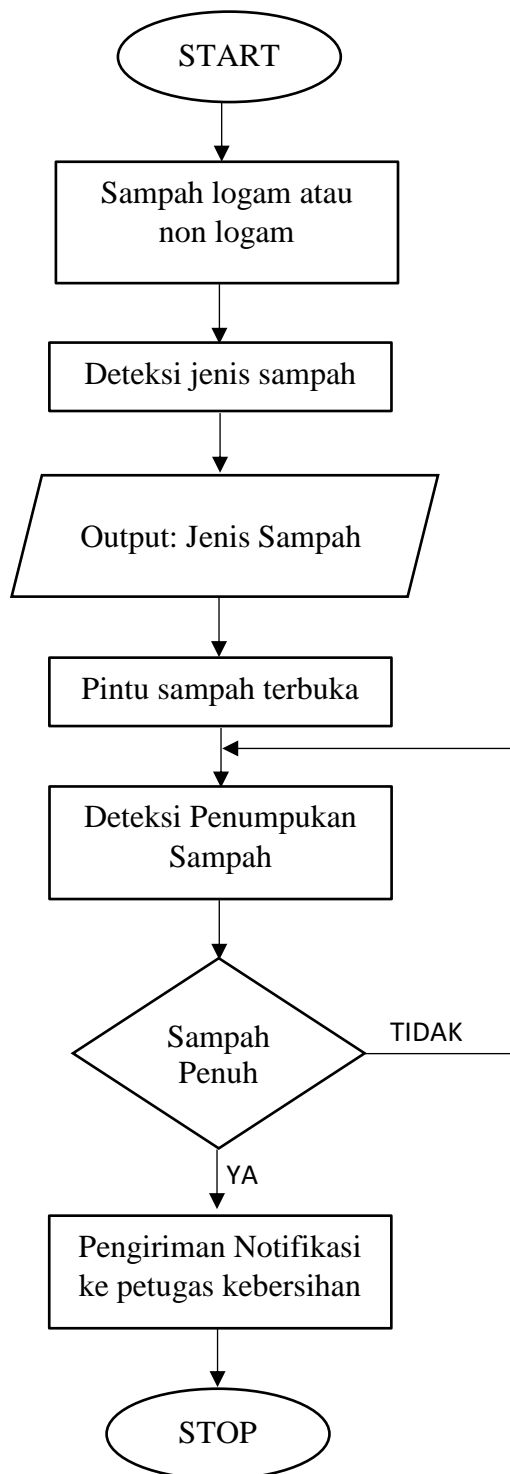 START
Sampah logam atau
non logam
Deteksi jenis sampah
Output: Jenis Sampah
Pintu sampah terbuka
Deteksi Penumpukan
Sampah
Sampah
Penuh
TIDAK
YA
Pengiriman Notifikasi
ke petugas kebersihan
STOP